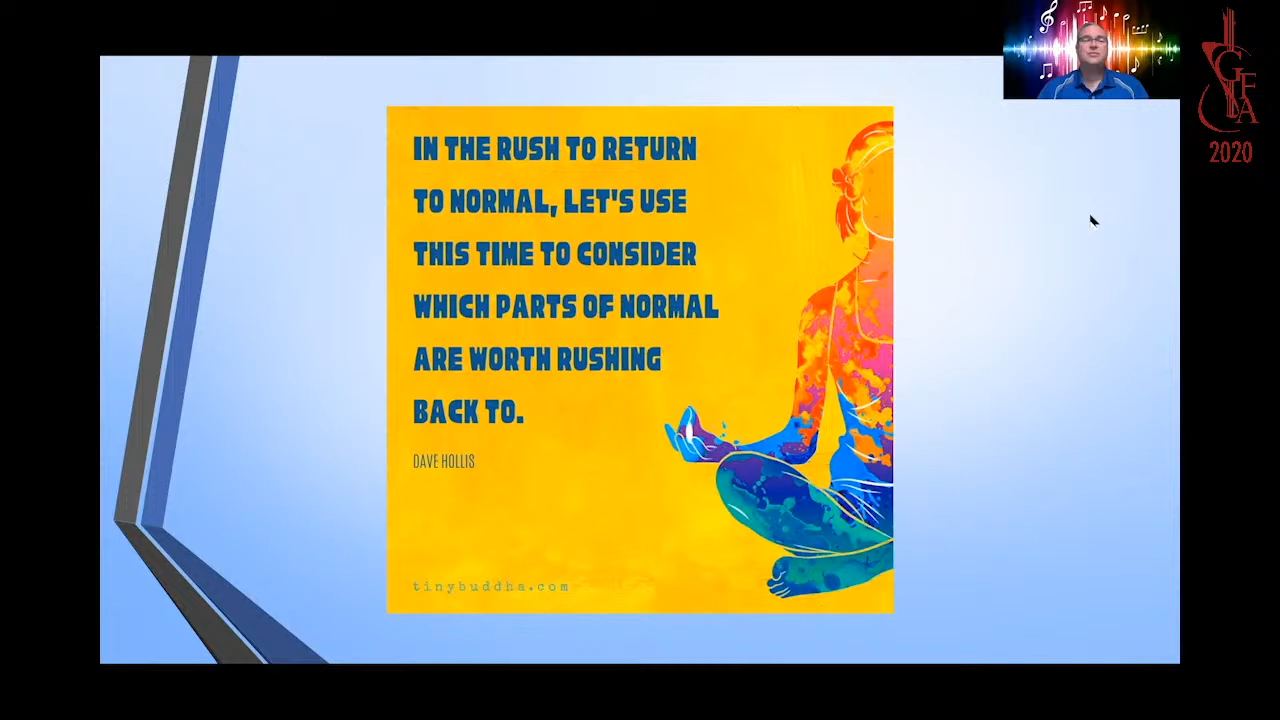 IN THE RUSH TO RETURN
TO NORMAL, LET'S USE
THIS TIME TO CONSIDER
WHICH PARTS OF NORMAL
ARE WORTH RUSHING
BACK TO.
DAVE HOLLIS
tinybuddha.com
GFA
2020